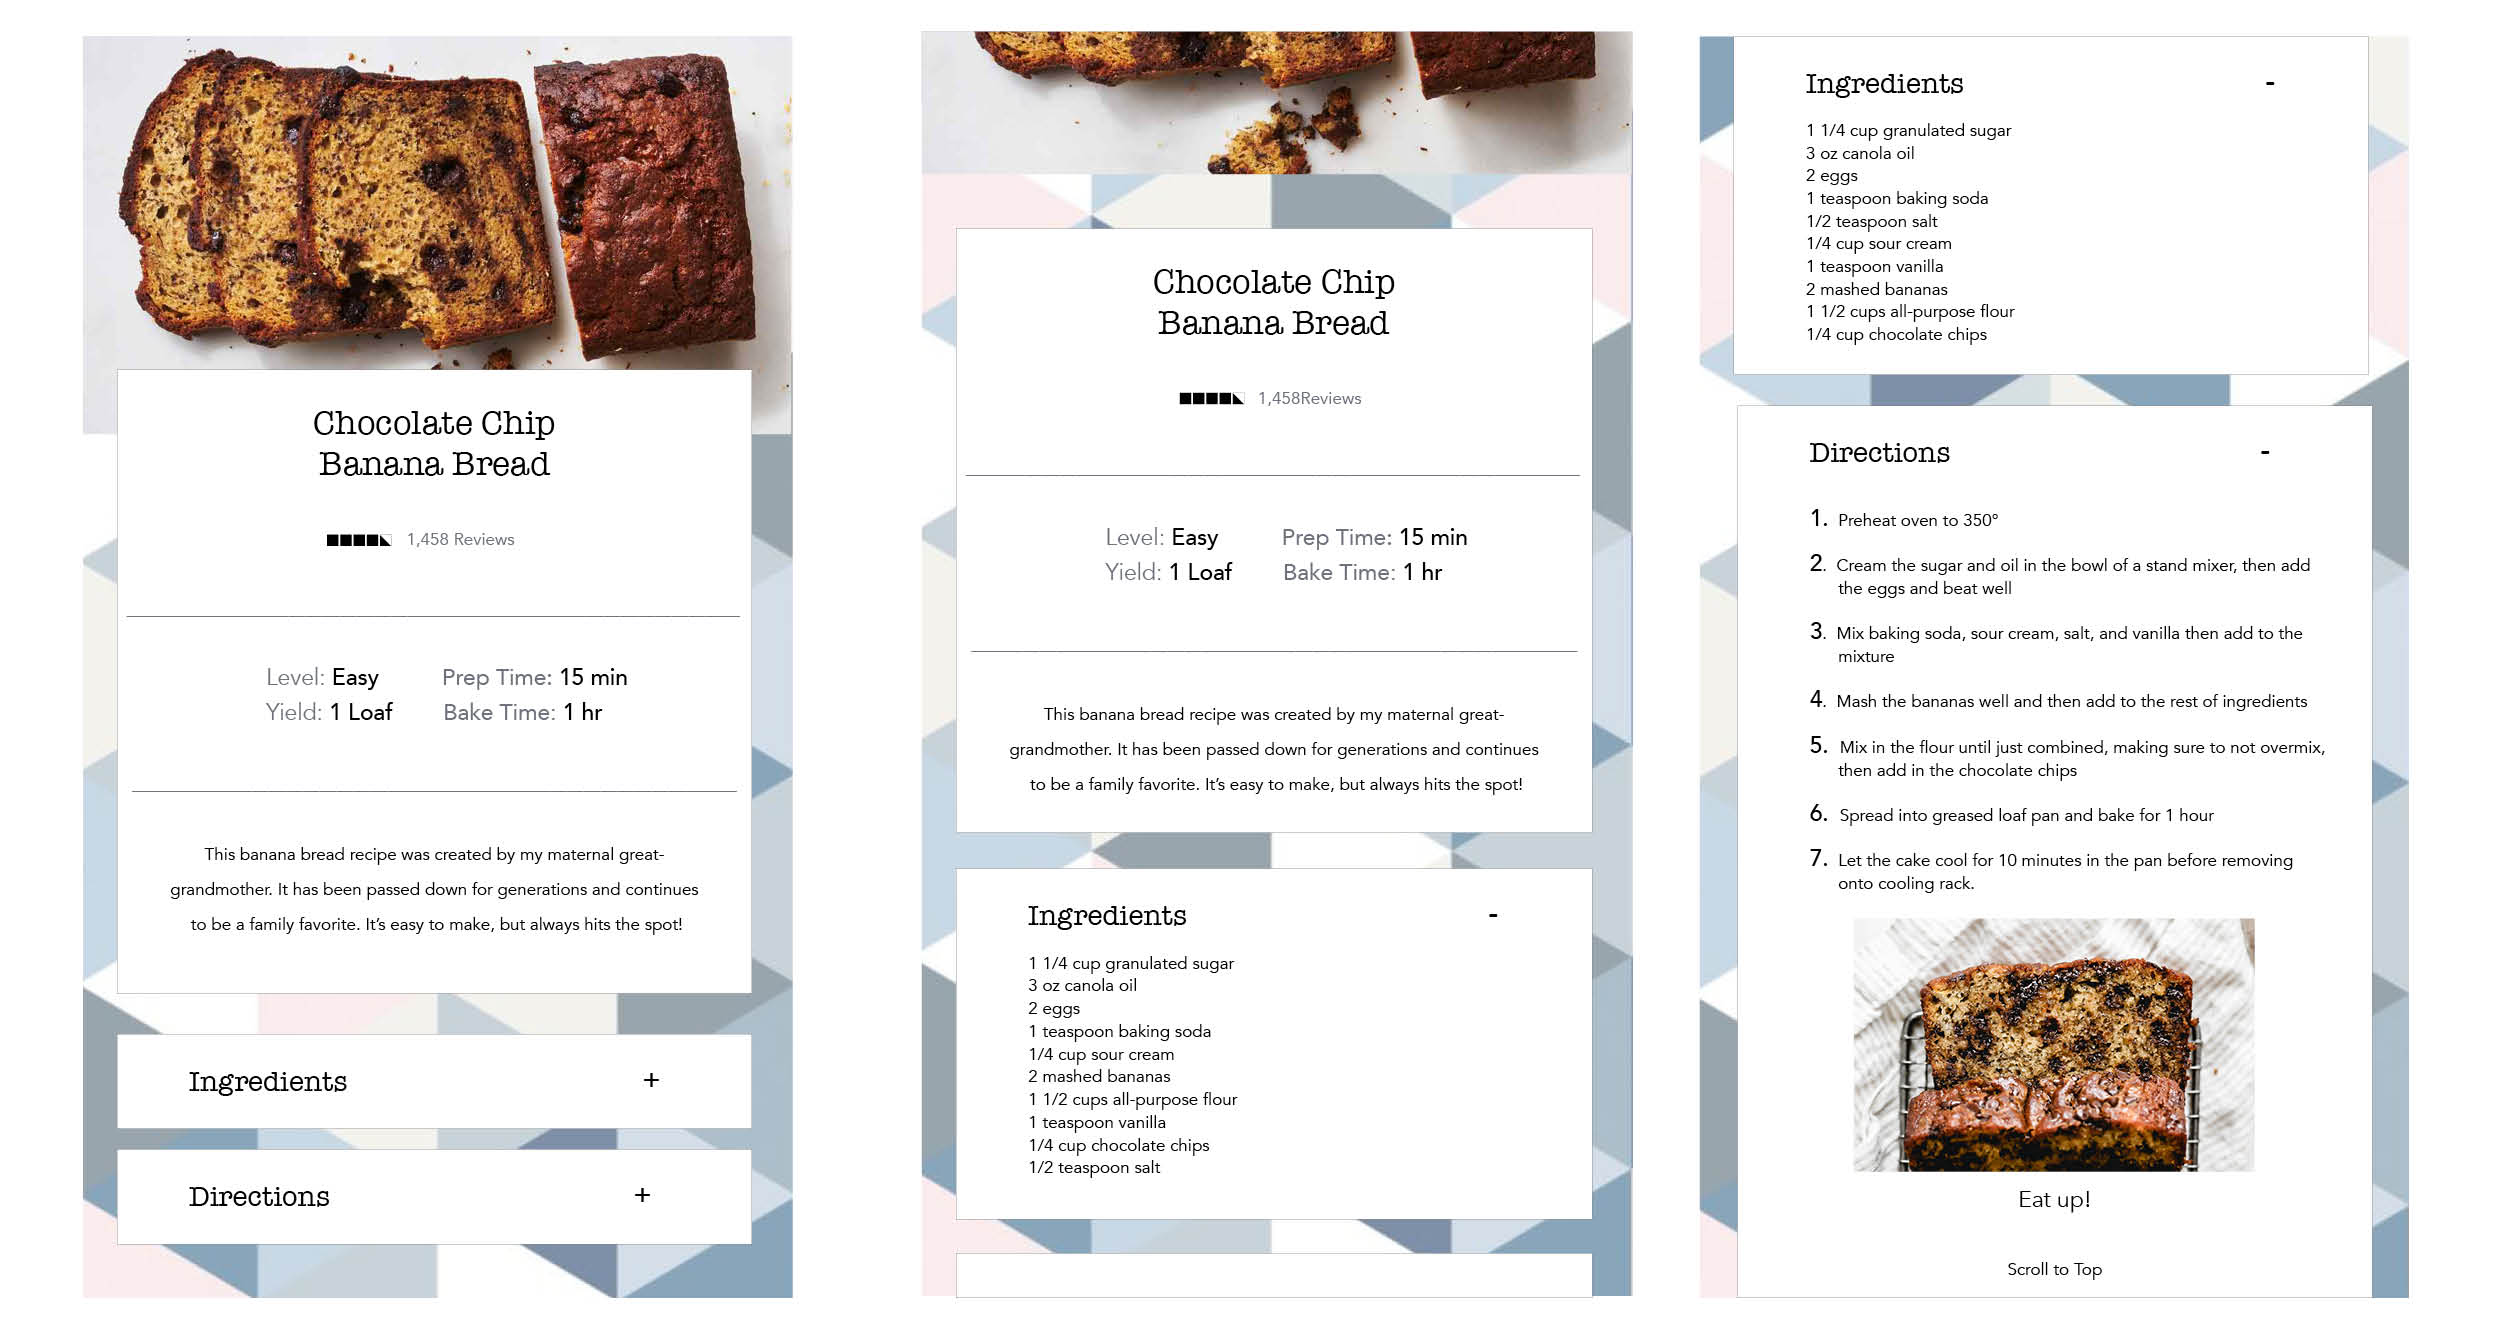 Chocolate Chip
Banana Bread
1,458 Reviews
Level: Easy Prep Time: 15 min
Yield: 1 Loaf Bake Time: 1 hr
This banana bread recipe was created by my maternal great-
grandmother. It has been passed down for generations and continues
to be a family favorite. It's easy to make, but always hits the spot!
Ingredients +
Directions +
Chocolate Chip
Banana Bread
1,458Reviews
Level: Easy Prep Time: 15 min
Yield: 1 Loaf Bake Time: 1 hr
This banana bread recipe was created by my maternal great-
grandmother. It has been passed down for generations and continues
to be a family favorite. It's easy to make, but always hits the spot!
Ingredients -
1 1/4 cup granulated sugar
3 oz canola oil
2 eggs
1 teaspoon baking soda
1/4 cup sour cream
2 mashed bananas
1 1/2 cups all-purpose flour
1 teaspoon vanilla
1/4 cup chocolate chips
1/2 teaspoon salt
Ingredients -
1 1/4 cup granulated sugar
3 oz canola oil
2 eggs
1 teaspoon baking soda
1/2 teaspoon salt
1/4 cup sour cream
1 teaspoon vanilla
2 mashed bananas
1 1/2 cups all-purpose flour
1/4 cup chocolate chips
Directions -
1. Preheat oven to 350°
2. Cream the sugar and oil in the bowl of a stand mixer, then add
the eggs and beat well
3. Mix baking soda, sour cream, salt, and vanilla then add to the
mixture
4. Mash the bananas well and then add to the rest of ingredients
5. Mix in the flour until just combined, making sure to not overmix,
then add in the chocolate chips
6. Spread into greased loaf pan and bake for 1 hour
7. Let the cake cool for 10 minutes in the pan before removing
onto cooling rack.
Eat up!
Scroll to Top